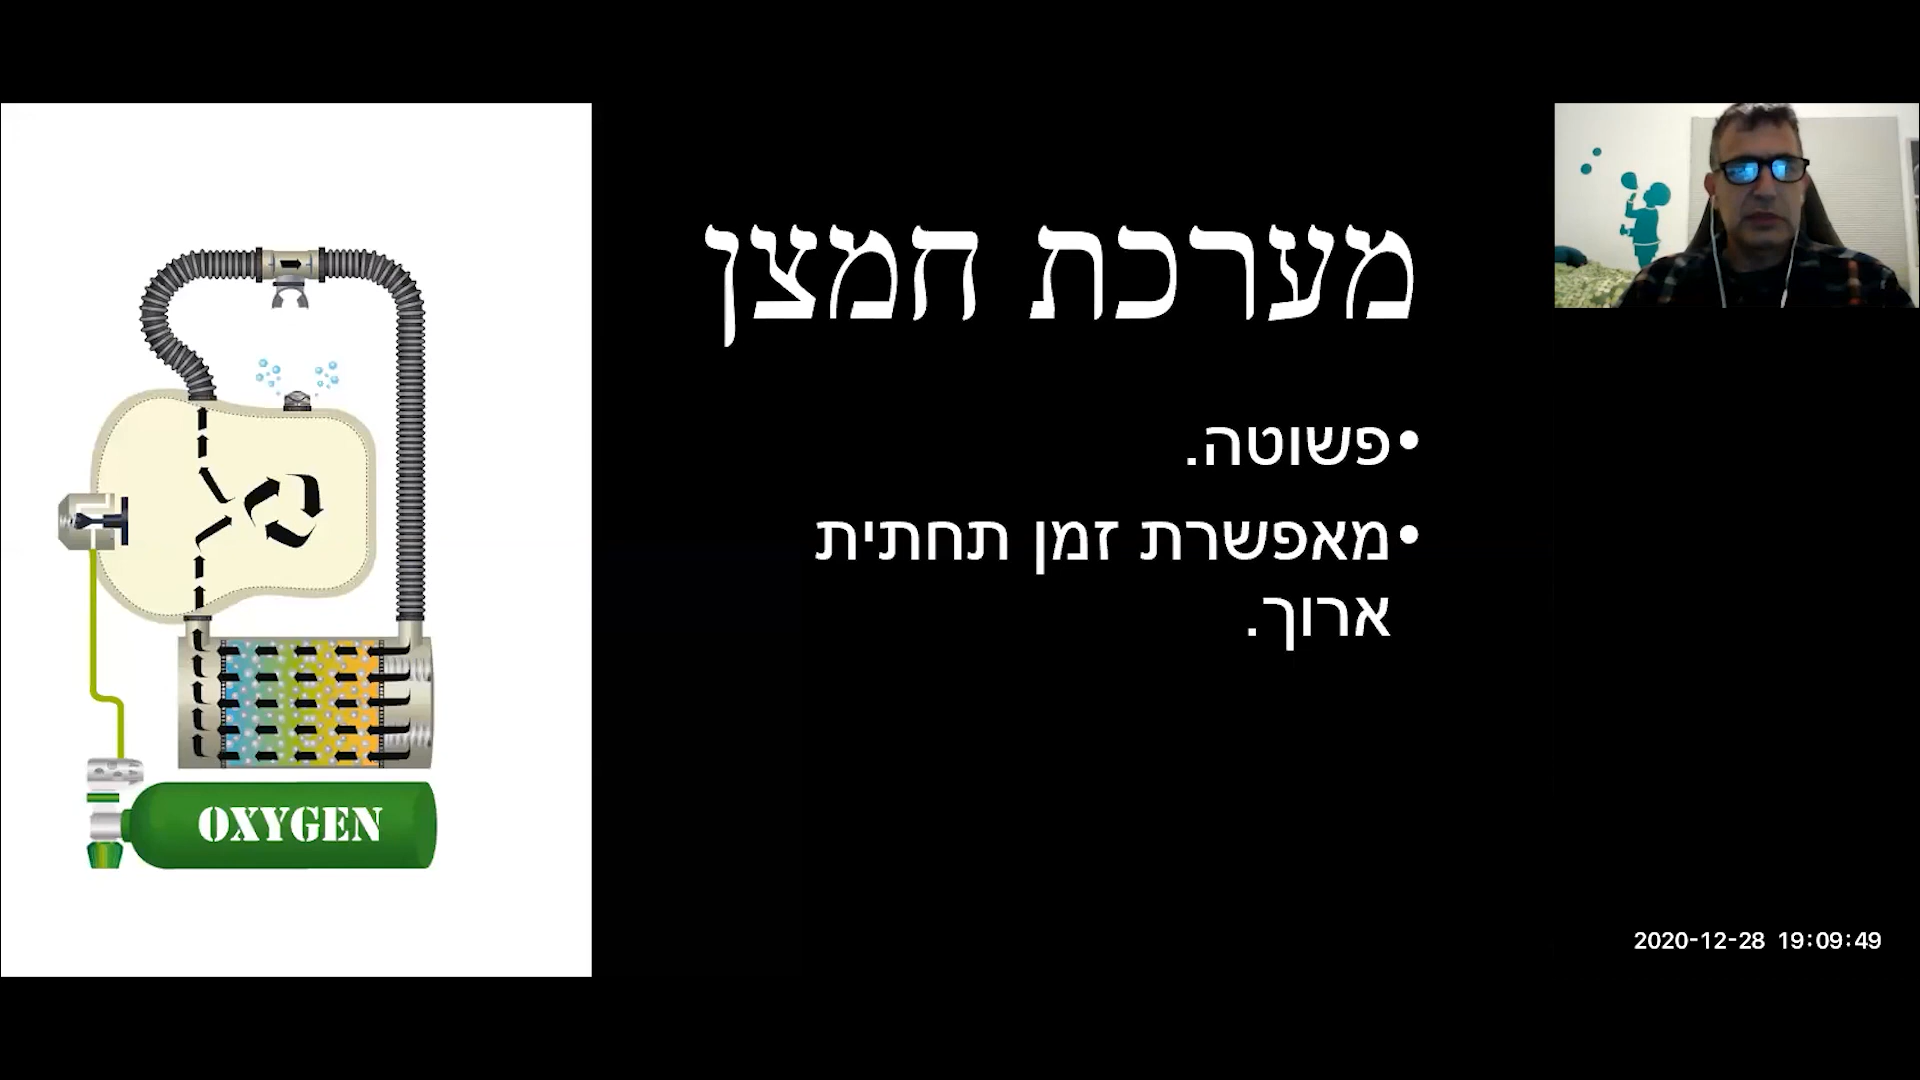 מערכת חמצן
•פשוטה.
•מאפשרת זמן תחתית
ארוך.
OXYGEN
2020-12-28 19:09:49